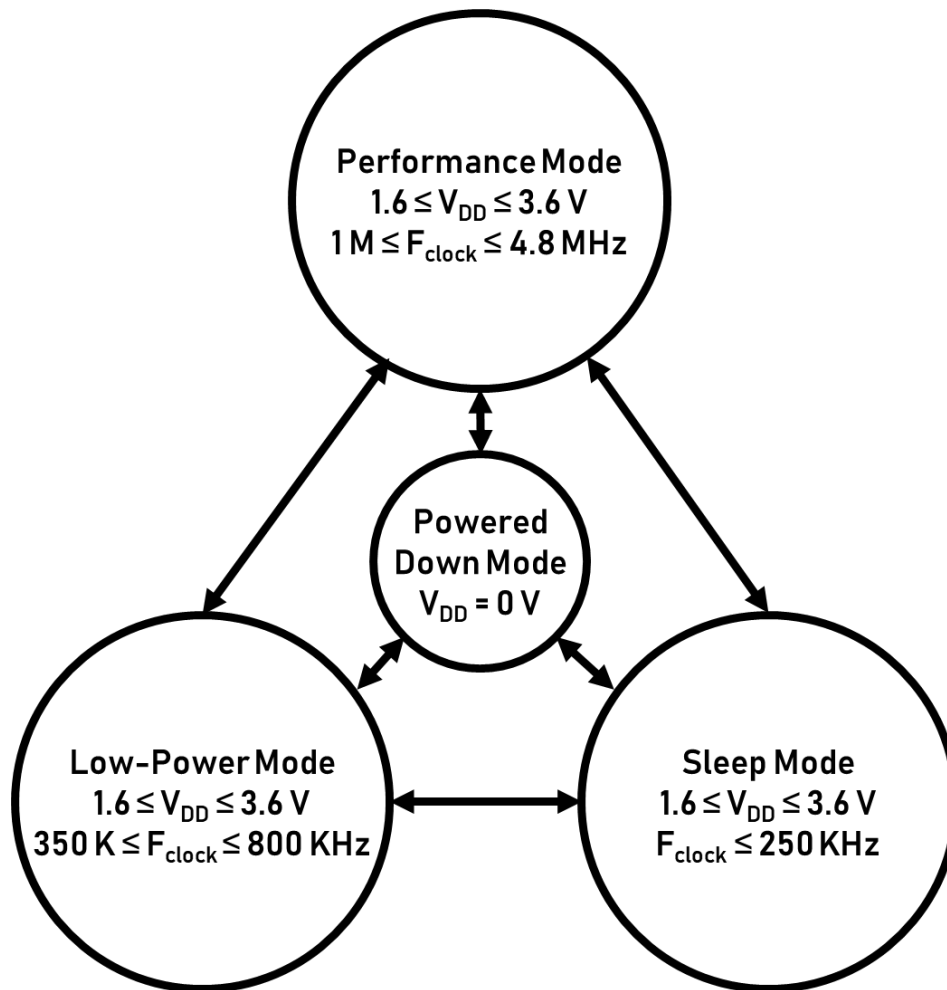 Performance Mode
1.6 ≤ V_DD ≤ 3.6 V
1 M ≤ F_clock ≤ 4.8 MHz
Powered
Down Mode
V_DD = 0 V
Low-Power Mode
1.6 ≤ V_DD ≤ 3.6 V
350 K ≤ F_clock ≤ 800 KHz
Sleep Mode
1.6 ≤ V_DD ≤ 3.6 V
F_clock ≤ 250 KHz